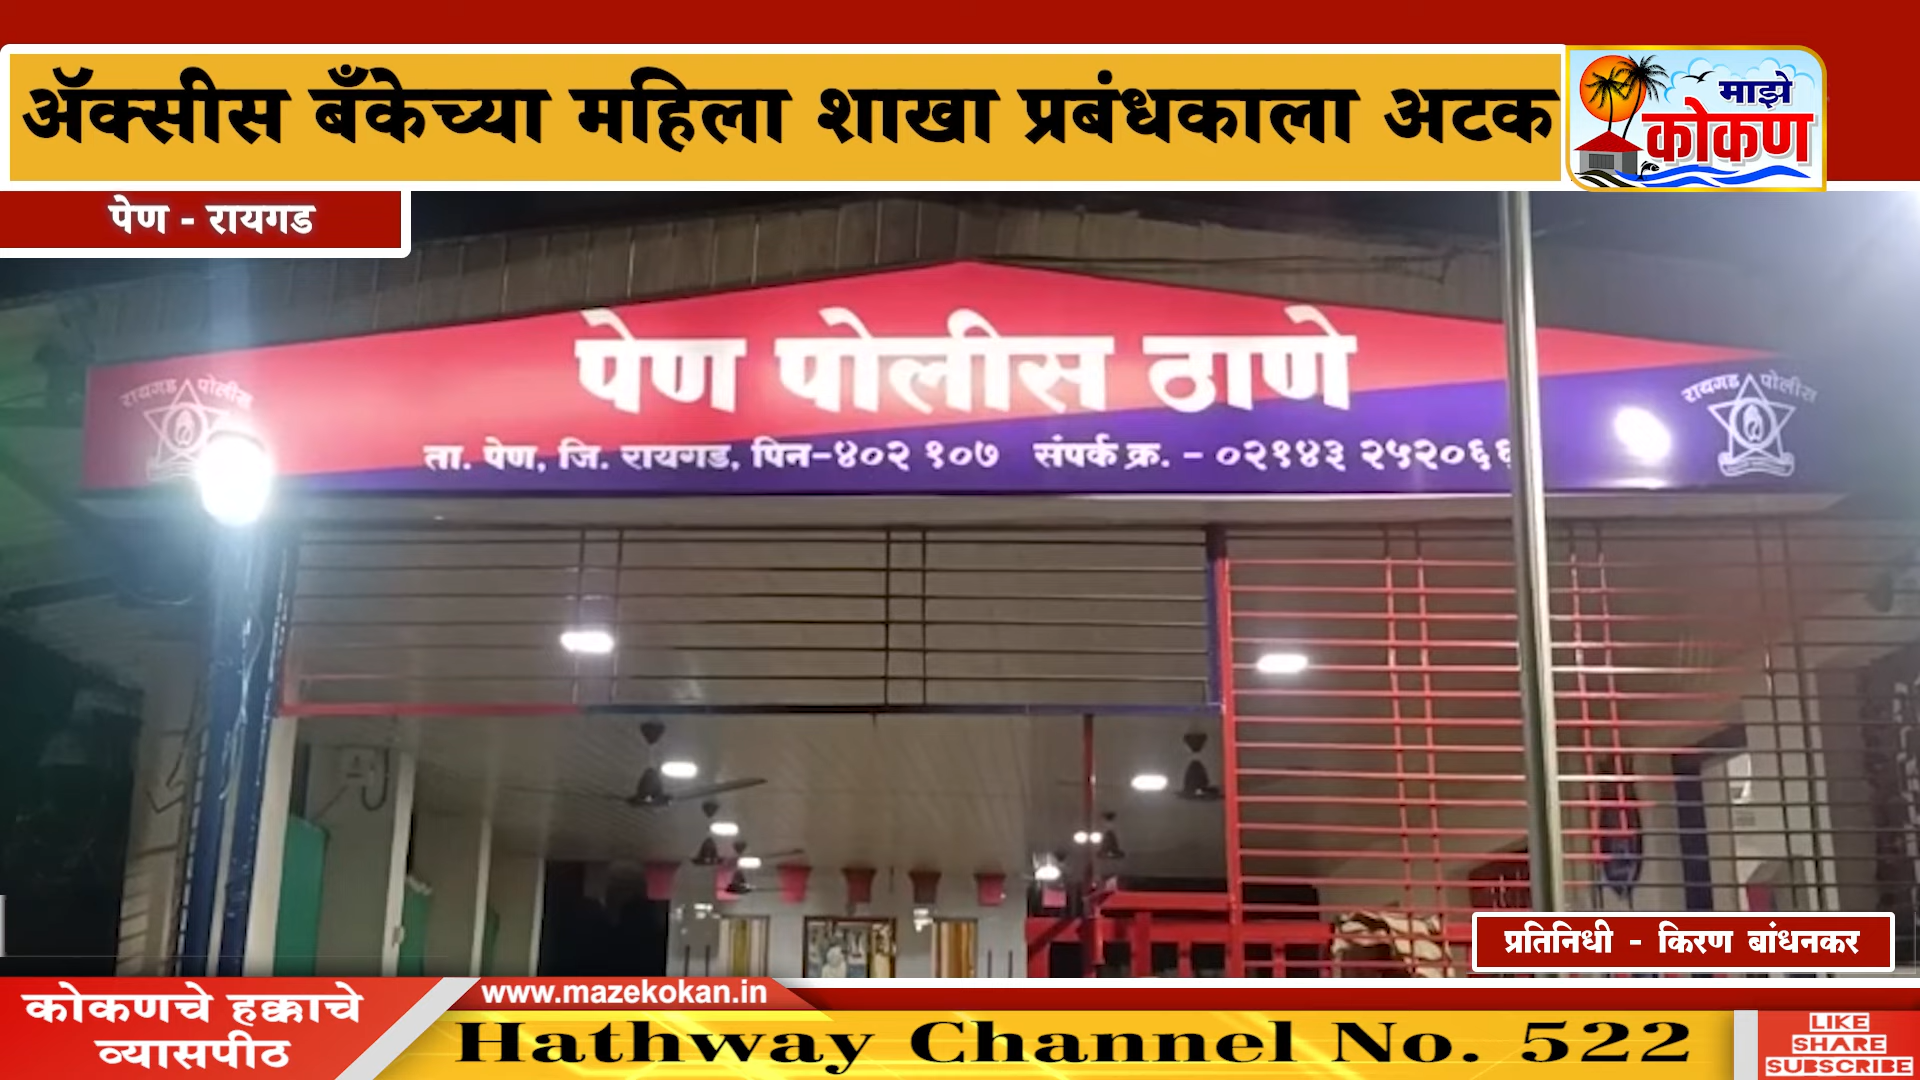 ॲक्सीस बँकेच्या महिला शाखा प्रबंधकाला अटक
माझे
कोकण
पेण - रायगड
पेण पोलीस ठाणे
रायगड पोलीस
रायगड पोलीस
ता. पेण, जि. रायगड, पिन-४०२ १०७ संपर्क क्र. - ०२१४३ २५२०६६
प्रतिनिधी - किरण बांधनकर
कोकणचे हक्काचे
व्यासपीठ
www.mazekokan.in
Hathway Channel No. 522
LIKE
SHARE
SUBSCRIBE